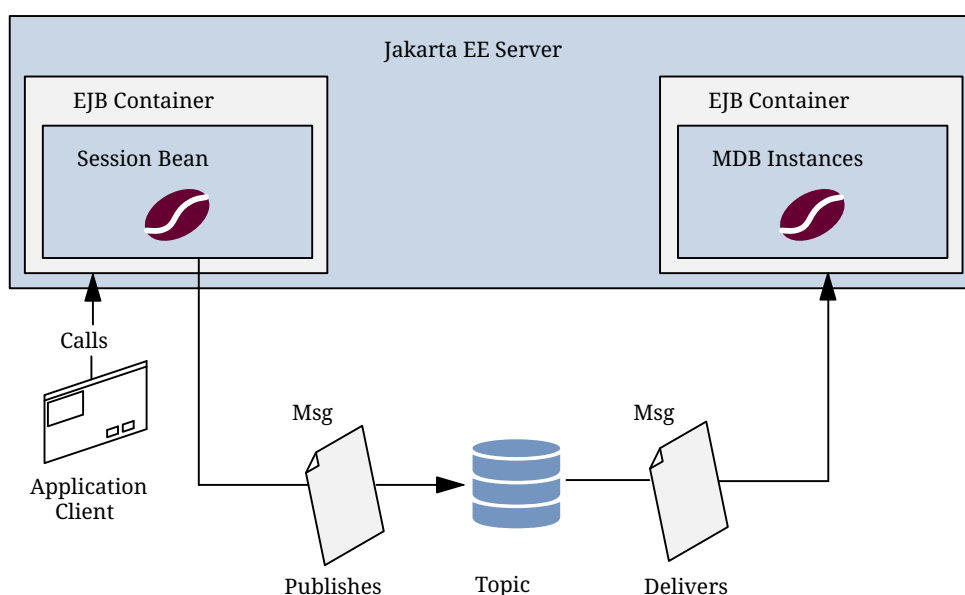 Jakarta EE Server
EJB Container
EJB Container
Session Bean
MDB Instances
Calls
Msg
Msg
Application
Client
Publishes
Topic
Delivers